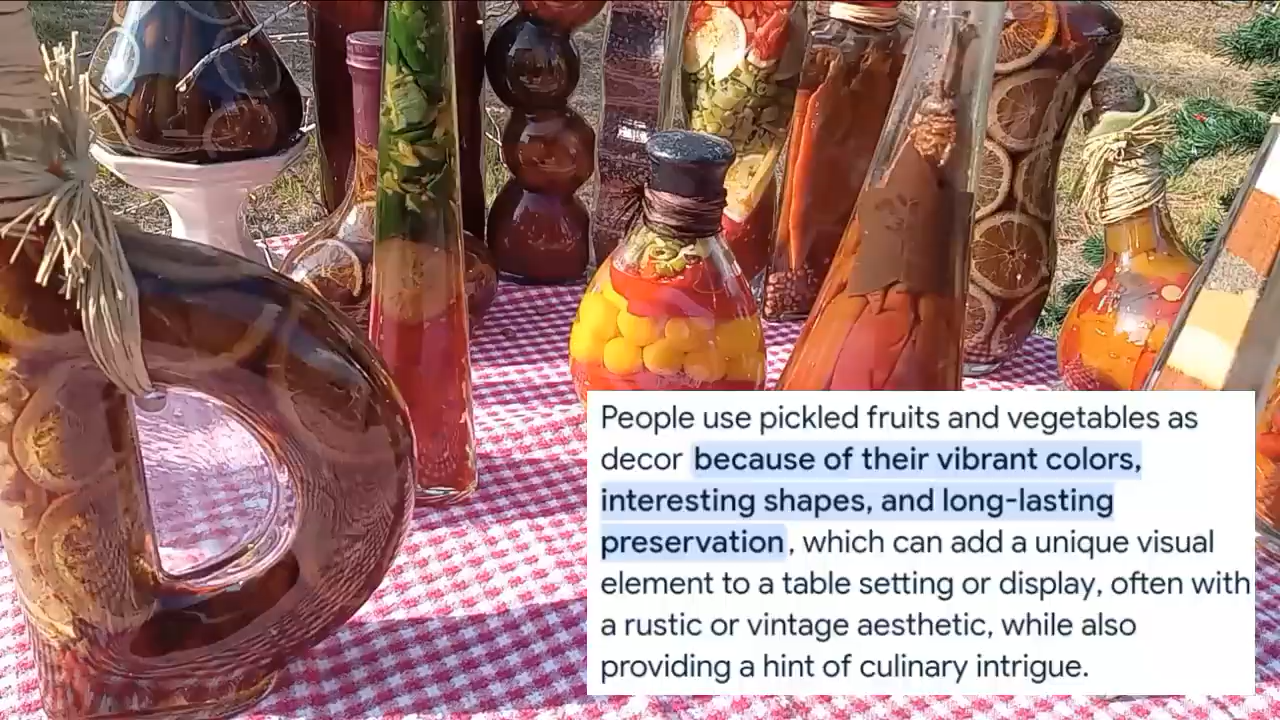 People use pickled fruits and vegetables as
decor because of their vibrant colors,
interesting shapes, and long-lasting
preservation, which can add a unique visual
element to a table setting or display, often with
a rustic or vintage aesthetic, while also
providing a hint of culinary intrigue.